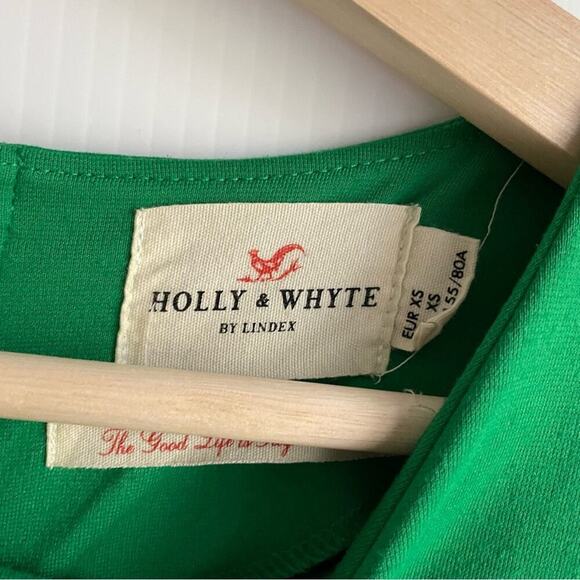 HOLLY & WHYTE
BY LINDEX
EUR XS
XS
155/80A
The Good Life is